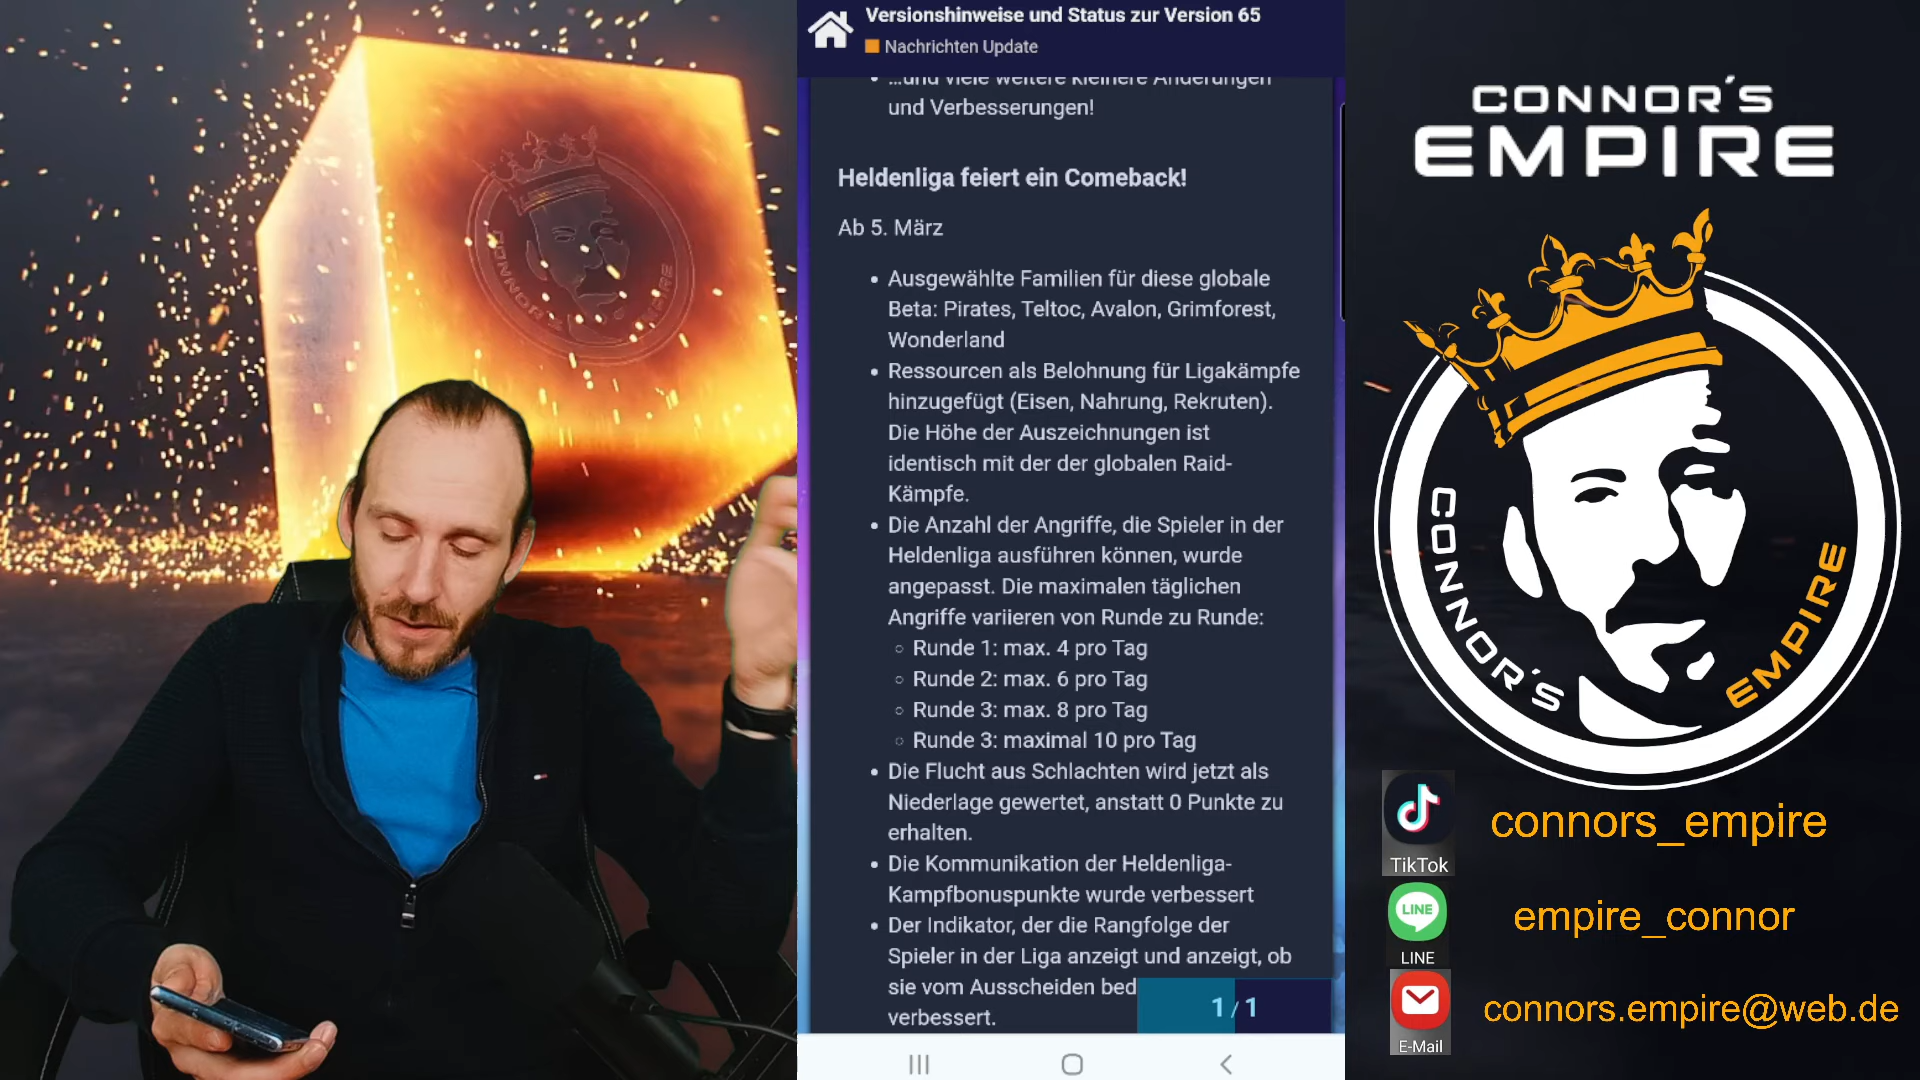 Versionshinweise und Status zur Version 65
Nachrichten Update
...und viele weitere kleinere Änderungen
und Verbesserungen!
Heldenliga feiert ein Comeback!
Ab 5. März
• Ausgewählte Familien für diese globale
Beta: Pirates, Teltoc, Avalon, Grimforest,
Wonderland
• Ressourcen als Belohnung für Ligakämpfe
hinzugefügt (Eisen, Nahrung, Rekruten).
Die Höhe der Auszeichnungen ist
identisch mit der der globalen Raid-
Kämpfe.
• Die Anzahl der Angriffe, die Spieler in der
Heldenliga ausführen können, wurde
angepasst. Die maximalen täglichen
Angriffe variieren von Runde zu Runde:
◦ Runde 1: max. 4 pro Tag
◦ Runde 2: max. 6 pro Tag
◦ Runde 3: max. 8 pro Tag
◦ Runde 3: maximal 10 pro Tag
• Die Flucht aus Schlachten wird jetzt als
Niederlage gewertet, anstatt 0 Punkte zu
erhalten.
• Die Kommunikation der Heldenliga-
Kampfbonuspunkte wurde verbessert
• Der Indikator, der die Rangfolge der
Spieler in der Liga anzeigt und anzeigt, ob
sie vom Ausscheiden bed
verbessert.
1 / 1
CONNOR'S
EMPIRE
CONNOR'S EMPIRE
CONNOR'S EMPIRE
TikTok
connors_empire
LINE
LINE
empire_connor
E-Mail
connors.empire@web.de